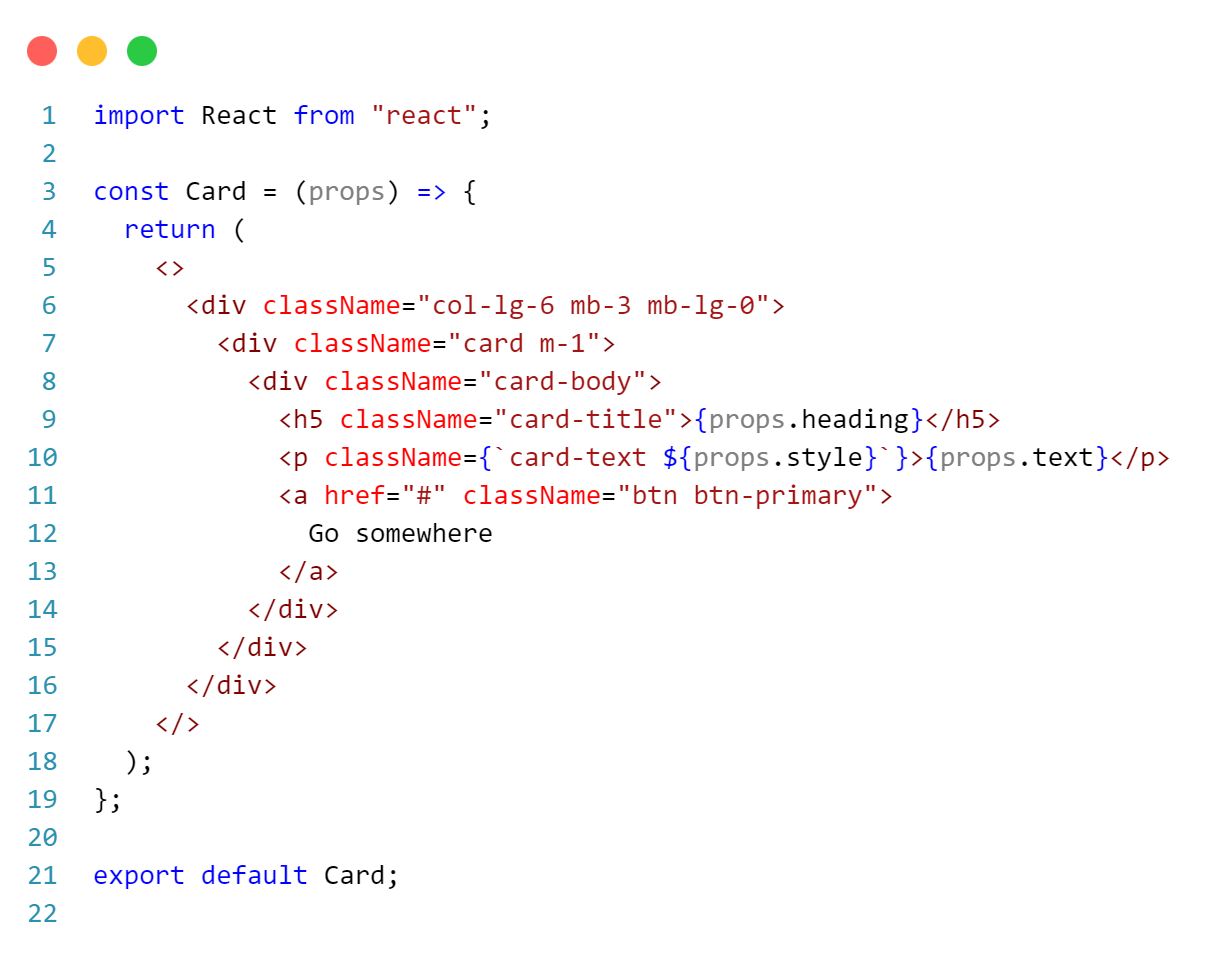 1 import React from "react";
2
3 const Card = (props) => {
4   return (
5     <>
6       <div className="col-lg-6 mb-3 mb-lg-0">
7         <div className="card m-1">
8           <div className="card-body">
9             <h5 className="card-title">{props.heading}</h5>
10             <p className={`card-text ${props.style}`}>{props.text}</p>
11             <a href="#" className="btn btn-primary">
12               Go somewhere
13             </a>
14           </div>
15         </div>
16       </div>
17     </>
18   );
19 };
20
21 export default Card;
22